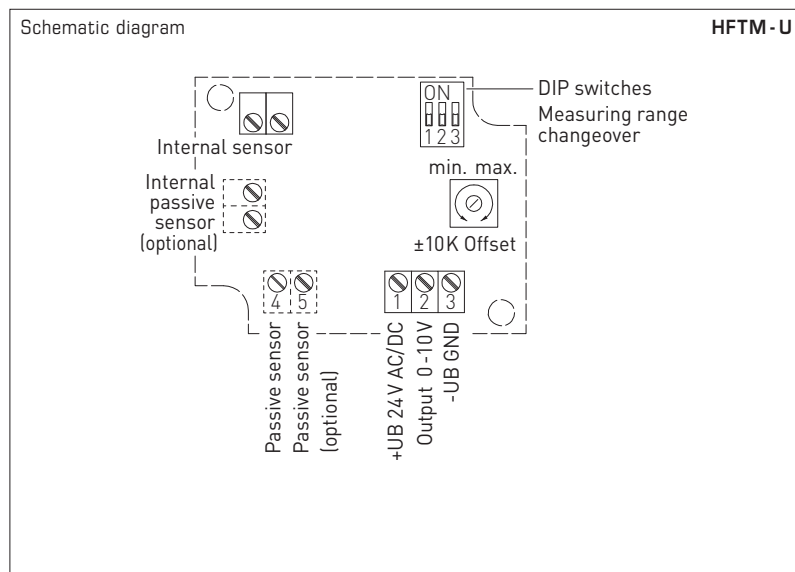 Schematic diagram
HFTM-U
ON
1 2 3
DIP switches
Measuring range
changeover
Internal sensor
Internal
passive
sensor
(optional)
min. max.
±10K Offset
4 5
1 2 3
Passive sensor
Passive sensor
(optional)
+UB 24V AC/DC
Output 0-10V
-UB GND